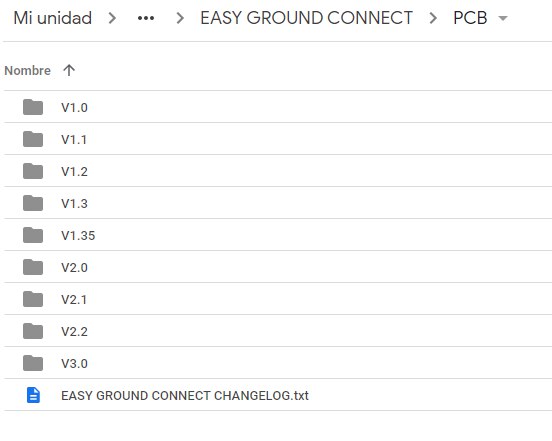 Mi unidad > ••• > EASY GROUND CONNECT > PCB
Nombre ↑
V1.0
V1.1
V1.2
V1.3
V1.35
V2.0
V2.1
V2.2
V3.0
EASY GROUND CONNECT CHANGELOG.txt